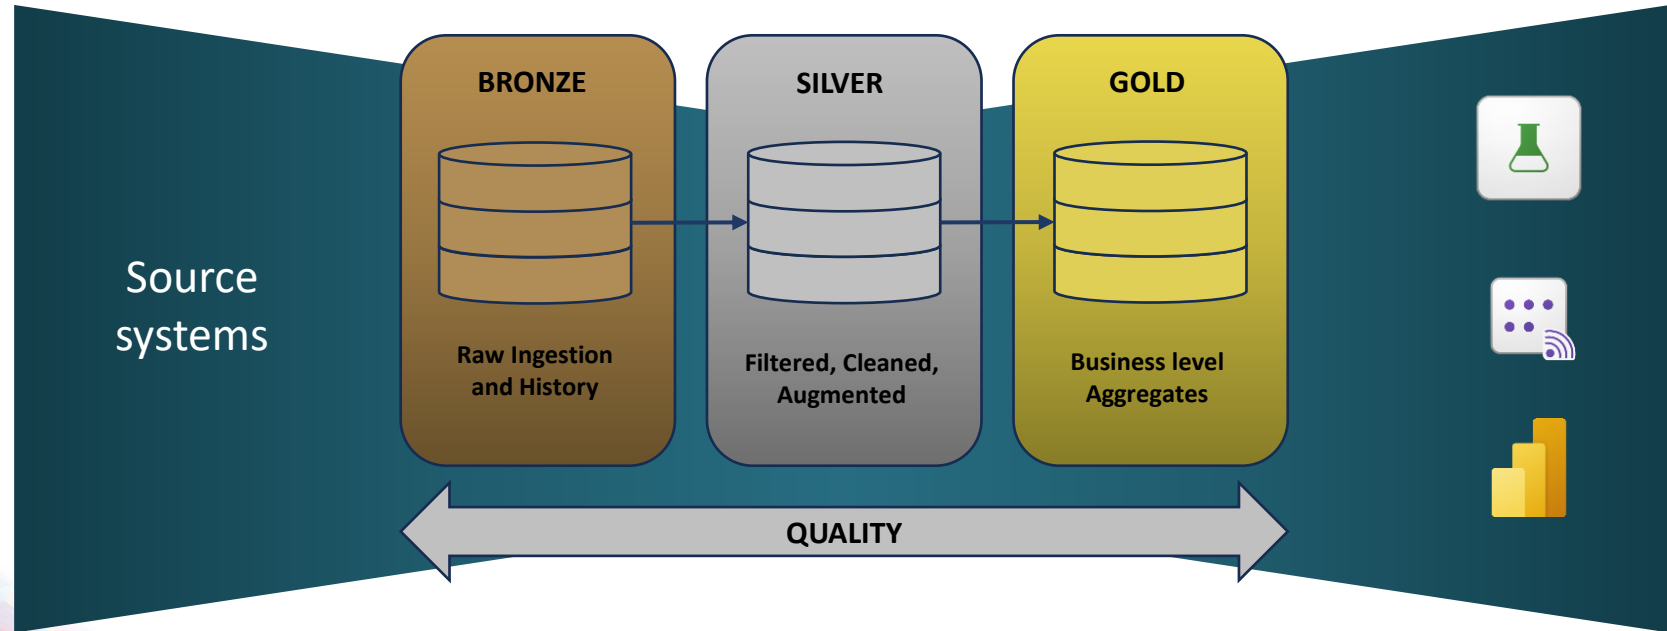 Source
systems
BRONZE
Raw Ingestion
and History
SILVER
Filtered, Cleaned,
Augmented
GOLD
Business level
Aggregates
QUALITY